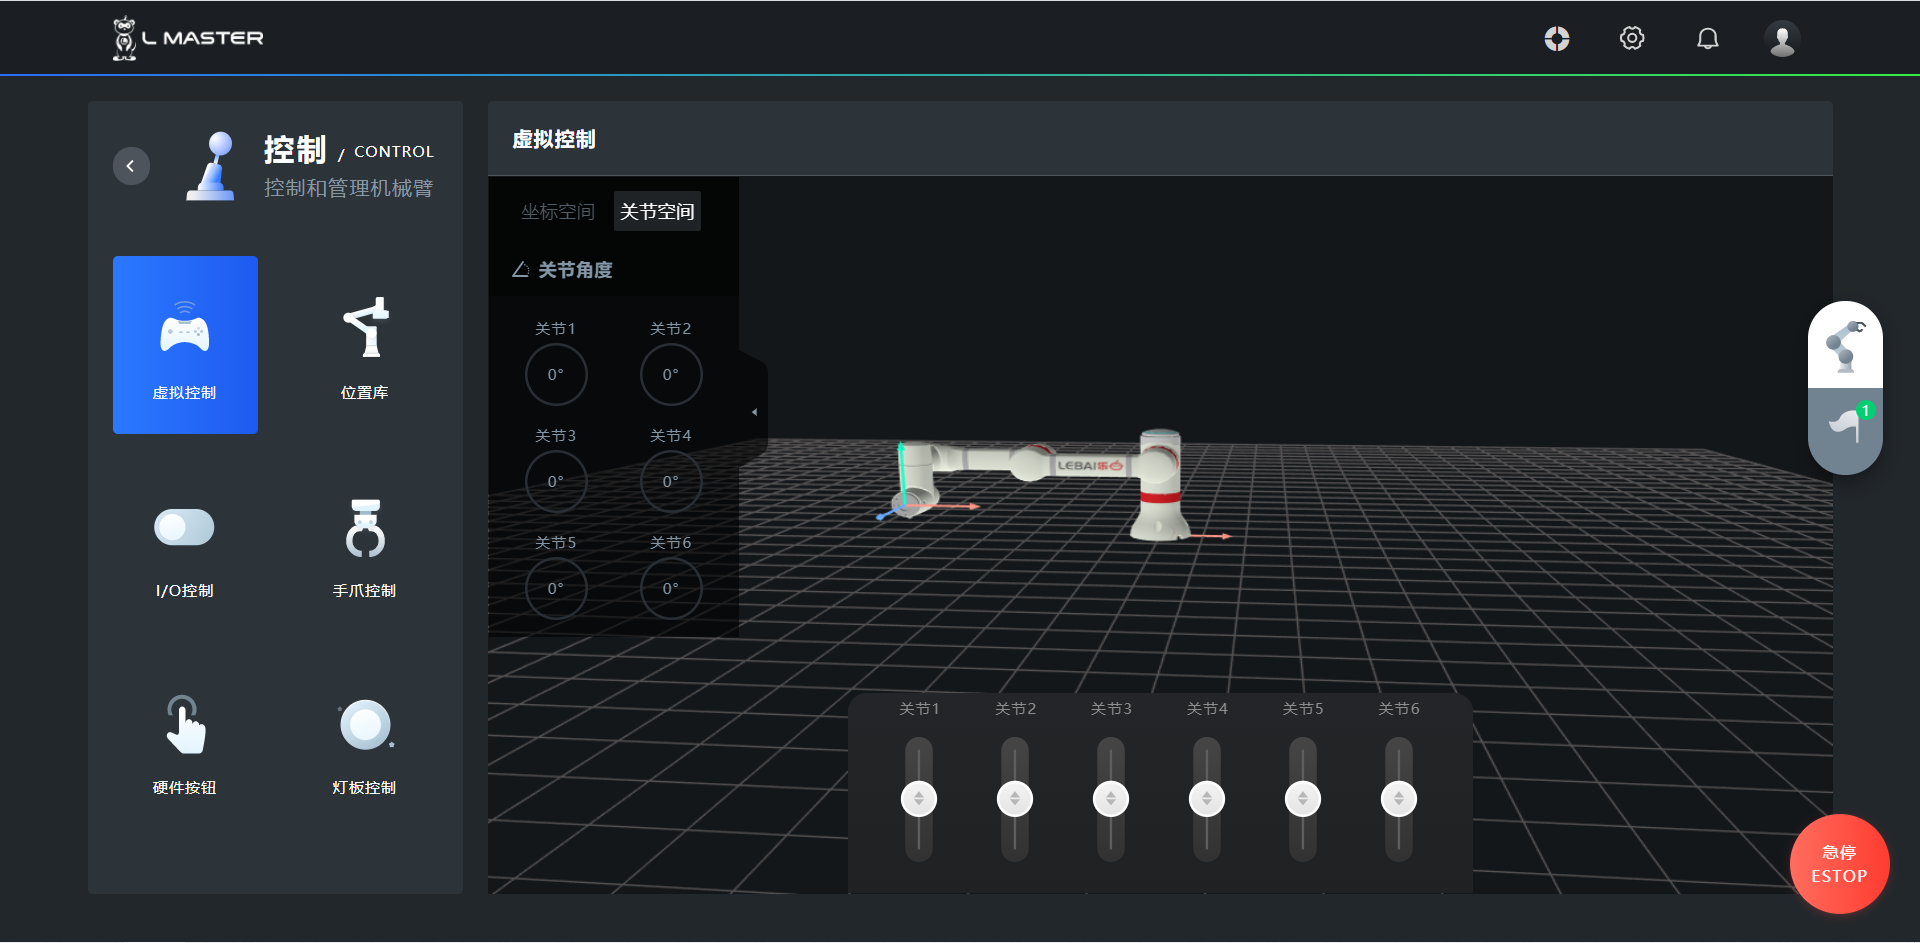 L MASTER
控制 / CONTROL
控制和管理机械臂
虚拟控制
位置库
I/O控制
手爪控制
硬件按钮
灯板控制
虚拟控制
坐标空间 关节空间
关节角度
关节1 关节2
0° 0°
关节3 关节4
0° 0°
关节5 关节6
0° 0°
LEBAI乐白
关节1 关节2 关节3 关节4 关节5 关节6
1
急停
ESTOP